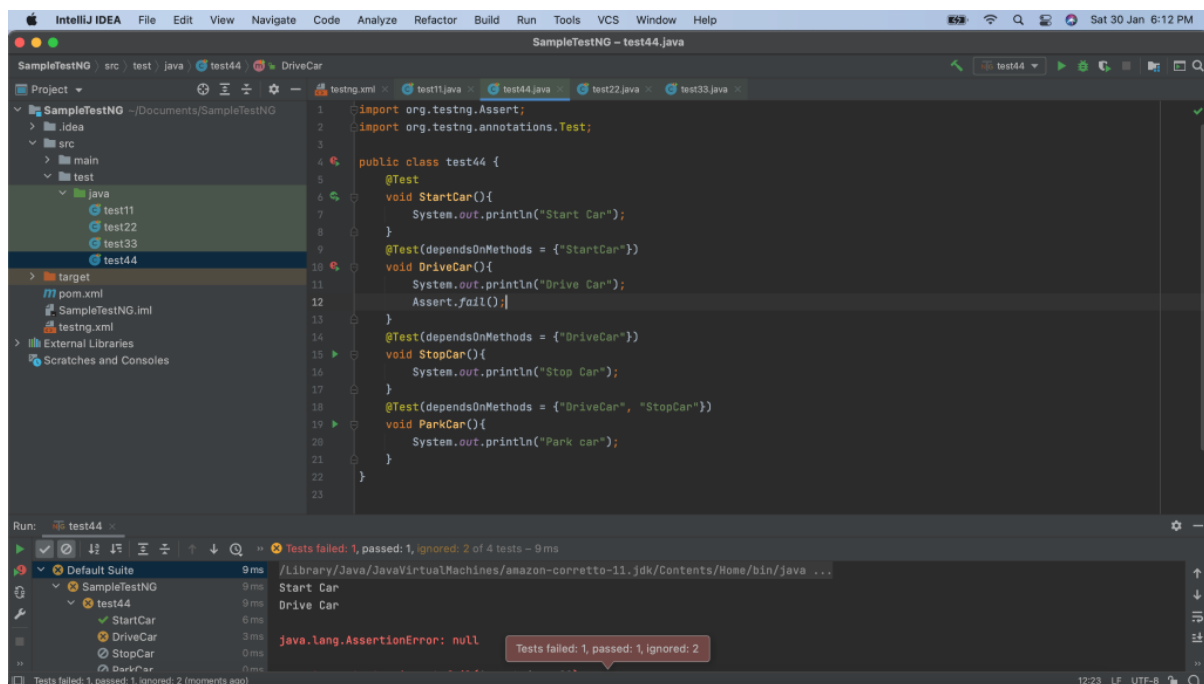 IntelliJ IDEA File Edit View Navigate Code Analyze Refactor Build Run Tools VCS Window Help Sat 30 Jan 6:12 PM
SampleTestNG – test44.java
SampleTestNG src test java test44 DriveCar test44
Project testng.xml test11.java test44.java test22.java test33.java
SampleTestNG ~/Documents/SampleTestNG
.idea
src
main
test
java
test11
test22
test33
test44
target
pom.xml
SampleTestNG.iml
testng.xml
External Libraries
Scratches and Consoles
1 import org.testng.Assert;
2 import org.testng.annotations.Test;
3
4 public class test44 {
5 @Test
6 void StartCar(){
7 System.out.println("Start Car");
8 }
9 @Test(dependsOnMethods = {"StartCar"})
10 void DriveCar(){
11 System.out.println("Drive Car");
12 Assert.fail();
13 }
14 @Test(dependsOnMethods = {"DriveCar"})
15 void StopCar(){
16 System.out.println("Stop Car");
17 }
18 @Test(dependsOnMethods = {"DriveCar", "StopCar"})
19 void ParkCar(){
20 System.out.println("Park car");
21 }
22 }
23
Run: test44
Tests failed: 1, passed: 1, ignored: 2 of 4 tests – 9 ms
Default Suite 9 ms
SampleTestNG 9 ms
test44 9 ms
StartCar 6 ms
DriveCar 3 ms
StopCar 0 ms
ParkCar 0 ms
/Library/Java/JavaVirtualMachines/amazon-corretto-11.jdk/Contents/Home/bin/java ...
Start Car
Drive Car
java.lang.AssertionError: null
Tests failed: 1, passed: 1, ignored: 2
Tests failed: 1, passed: 1, ignored: 2 (moments ago) 12:23 LF UTF-8